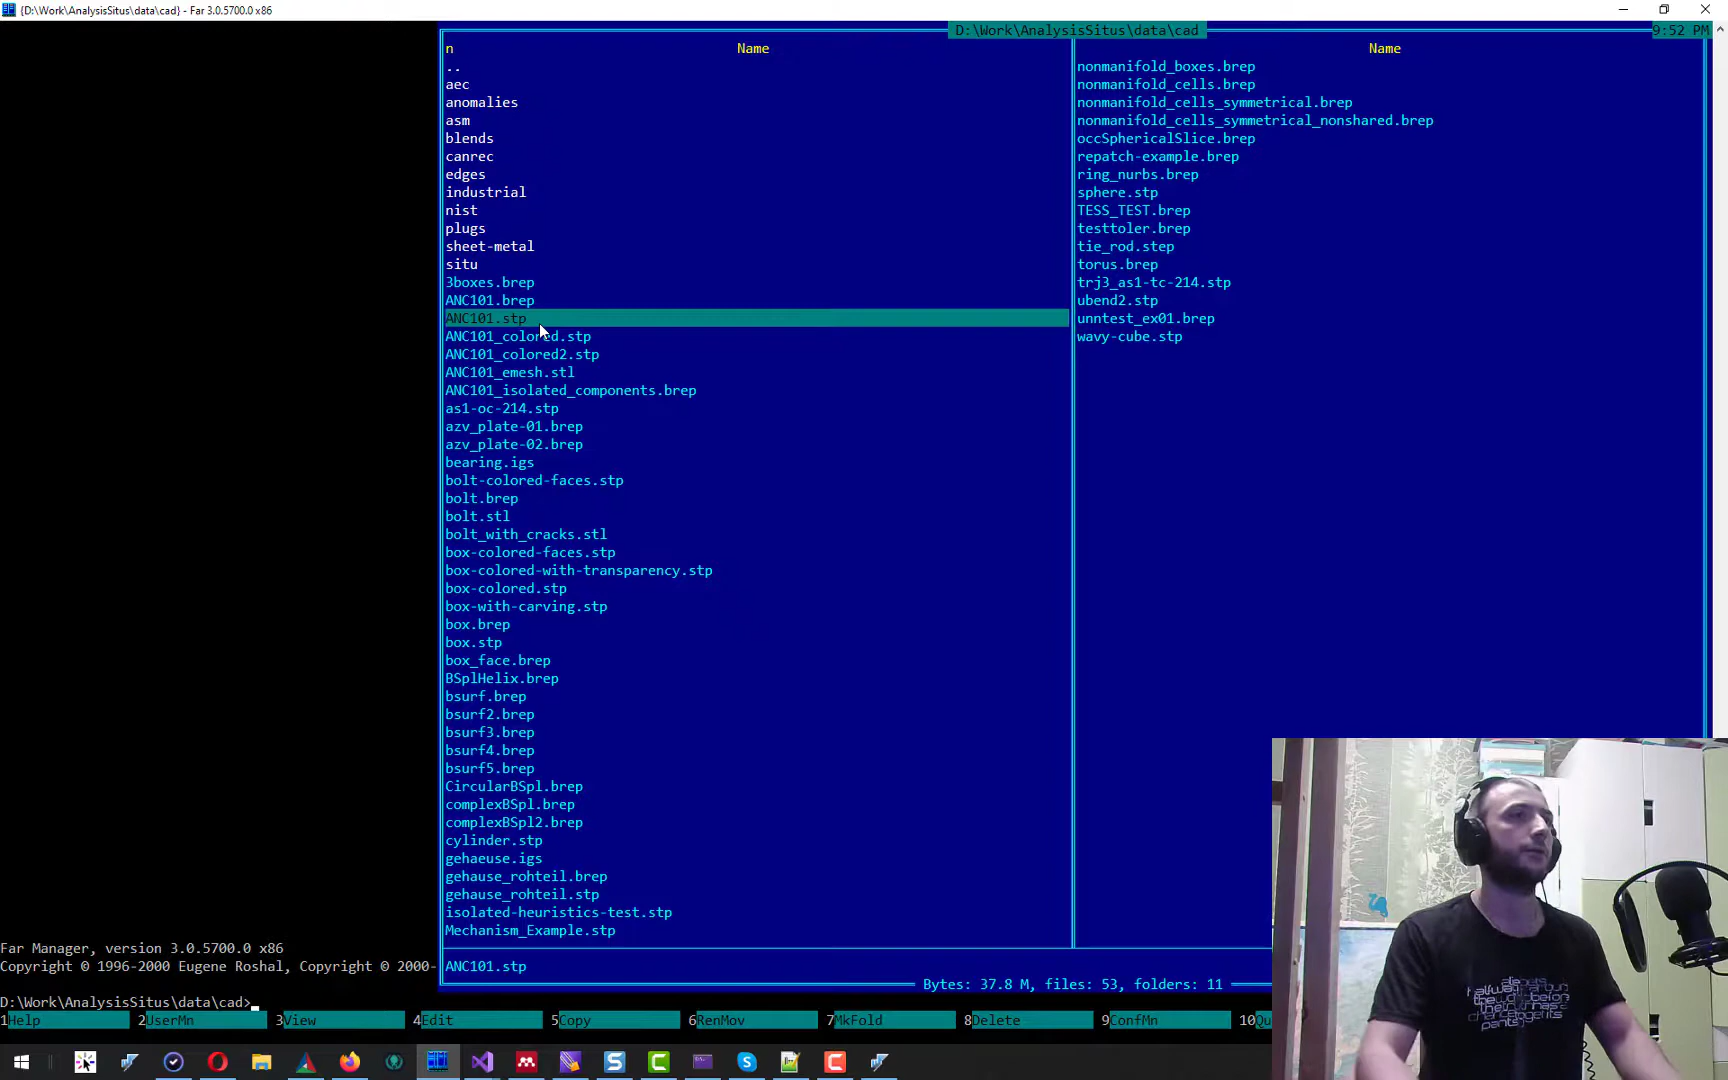 {D:\Work\AnalysisSitus\data\cad} - Far 3.0.5700.0 x86
D:\Work\AnalysisSitus\data\cad
9:52 PM
n
Name
..
aec
anomalies
asm
blends
canrec
edges
industrial
nist
plugs
sheet-metal
situ
3boxes.brep
ANC101.brep
ANC101.stp
ANC101_colored.stp
ANC101_colored2.stp
ANC101_emesh.stl
ANC101_isolated_components.brep
as1-oc-214.stp
azv_plate-01.brep
azv_plate-02.brep
bearing.igs
bolt-colored-faces.stp
bolt.brep
bolt.stl
bolt_with_cracks.stl
box-colored-faces.stp
box-colored-with-transparency.stp
box-colored.stp
box-with-carving.stp
box.brep
box.stp
box_face.brep
BSplHelix.brep
bsurf.brep
bsurf2.brep
bsurf3.brep
bsurf4.brep
bsurf5.brep
CircularBSpl.brep
complexBSpl.brep
complexBSpl2.brep
cylinder.stp
gehaeuse.igs
gehause_rohteil.brep
gehause_rohteil.stp
isolated-heuristics-test.stp
Mechanism_Example.stp
Name
nonmanifold_boxes.brep
nonmanifold_cells.brep
nonmanifold_cells_symmetrical.brep
nonmanifold_cells_symmetrical_nonshared.brep
occSphericalSlice.brep
repatch-example.brep
ring_nurbs.brep
sphere.stp
TESS_TEST.brep
testtoler.brep
tie_rod.step
torus.brep
trj3_as1-tc-214.stp
ubend2.stp
unntest_ex01.brep
wavy-cube.stp
ANC101.stp
Bytes: 37.8 M, files: 53, folders: 11
Far Manager, version 3.0.5700.0 x86
Copyright © 1996-2000 Eugene Roshal, Copyright © 2000-
D:\Work\AnalysisSitus\data\cad>
1Help 2UserMn 3View 4Edit 5Copy 6RenMov 7MkFold 8Delete 9ConfMn 10Qu